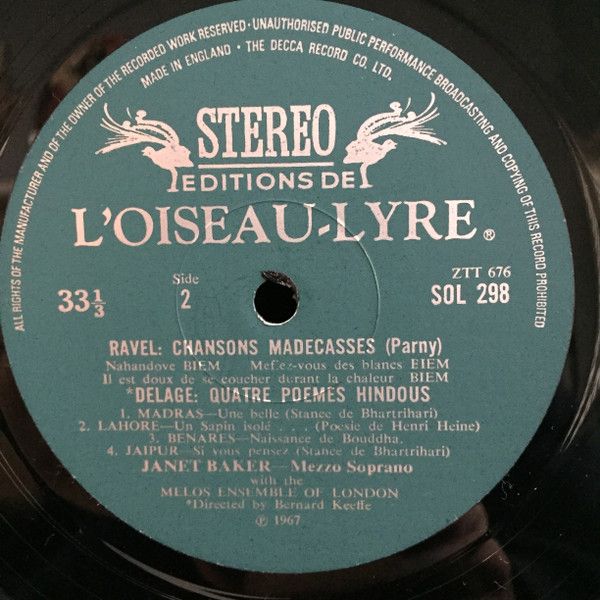 ALL RIGHTS OF THE MANUFACTURER AND OF THE OWNER OF THE RECORDED WORK RESERVED · UNAUTHORISED PUBLIC PERFORMANCE BROADCASTING AND COPYING OF THIS RECORD PROHIBITED
MADE IN ENGLAND · THE DECCA RECORD CO. LTD.
STEREO
EDITIONS DE
L'OISEAU-LYRE ®
33⅓
Side
2
ZTT 676
SOL 298
RAVEL: CHANSONS MADECASSES (Parny)
Nahandove BIEM Mefiez-vous des blancs BIEM
Il est doux de se coucher durant la chaleur BIEM
*DELAGE: QUATRE POEMES HINDOUS
1. MADRAS—Une belle (Stance de Bhartrihari)
2. LAHORE—Un Sapin isolé . . . (Poesie de Henri Heine)
3. BENARES—Naissance de Bouddha.
4. JAIPUR—Si vous pensez (Stance de Bhartrihari)
JANET BAKER—Mezzo Soprano
with the
MELOS ENSEMBLE OF LONDON
*Directed by Bernard Keeffe
℗ 1967